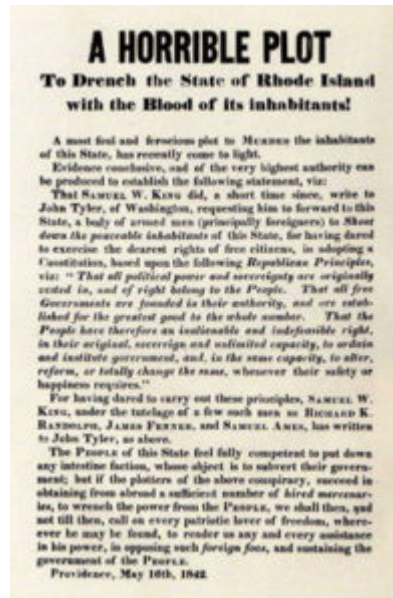 A HORRIBLE PLOT
To Drench the State of Rhode Island
with the Blood of its inhabitants!
A most foul and ferocious plot to MURDER the inhabitants
of this State, has recently come to light.
Evidence conclusive, and of the very highest authority can
be produced to establish the following statement, viz:
That SAMUEL W. KING did, a short time since, write to
John Tyler, of Washington, requesting him to forward to this
State, a body of armed men (principally foreigners) to Shoot
down the peaceable inhabitants of this State, for having dared
to exercise the dearest rights of free citizens, in adopting a
Constitution, based upon the following Republican Principles,
viz: "That all political power and sovereignty are originally
vested in, and of right belong to the People. That all free
Governments are founded in their authority, and are estab-
lished for the greatest good to the whole number. That the
People have therefore an inalienable and indefeasible right,
in their original, sovereign and unlimited capacity, to ordain
and institute government, and, in the same capacity, to alter,
reform, or totally change the same, whenever their safety or
happiness requires."
For having dared to carry out these principles, SAMUEL W.
KING, under the tutelage of a few such men as RICHARD K.
RANDOLPH, JAMES FENNER, and SAMUEL AMES, has written
to John Tyler, as above.
The PEOPLE of this State feel fully competent to put down
any intestine faction, whose object is to subvert their govern-
ment; but if the plotters of the above conspiracy, succeed in
obtaining from abroad a sufficient number of hired mercenar-
ies, to wrench the power from the PEOPLE, we shall then, and
not till then, call on every patriotic lover of freedom, where-
ever he may be found, to render us any and every assistance
in his power, in opposing such foreign foes, and sustaining the
government of the PEOPLE.
Providence, May 16th, 1842.